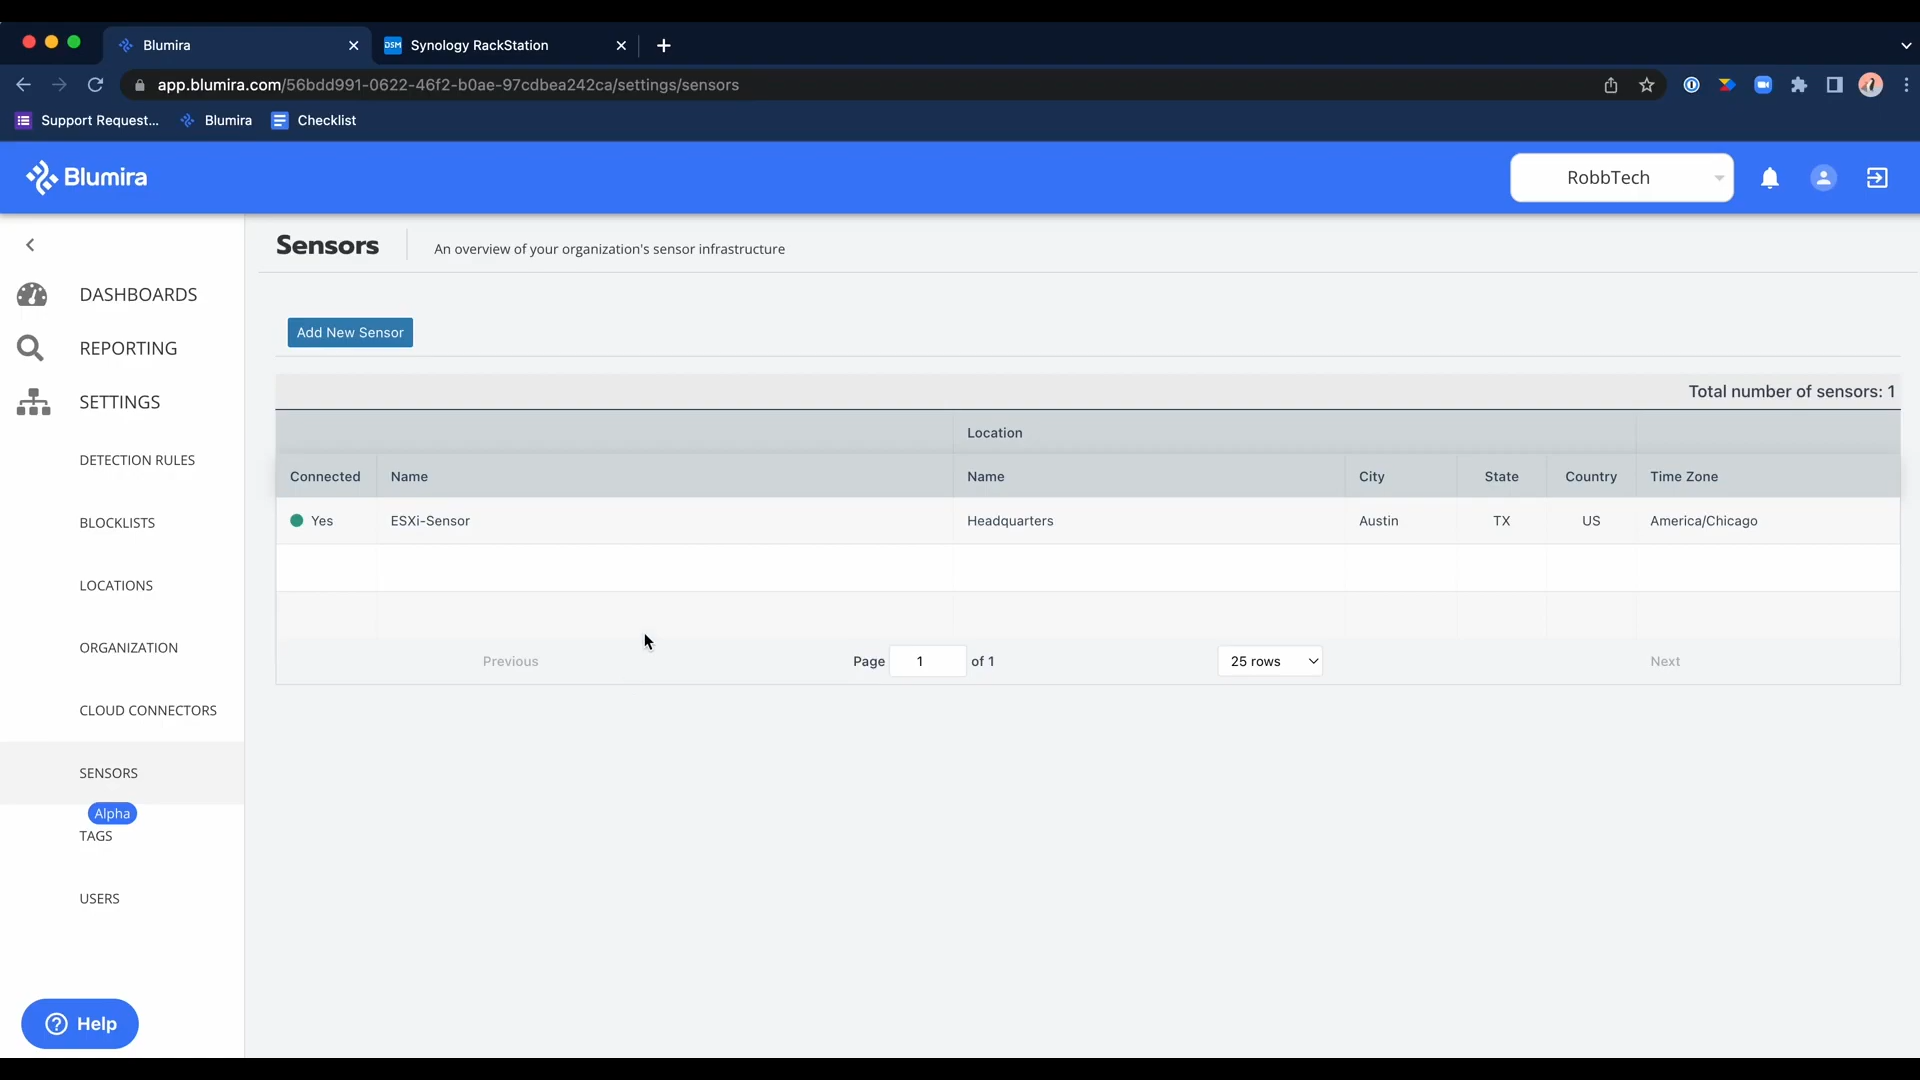 Blumira
DSM Synology RackStation
app.blumira.com/56bdd991-0622-46f2-b0ae-97cdbea242ca/settings/sensors
Support Request... Blumira Checklist
Blumira RobbTech
Sensors An overview of your organization's sensor infrastructure
DASHBOARDS
REPORTING
SETTINGS
DETECTION RULES
BLOCKLISTS
LOCATIONS
ORGANIZATION
CLOUD CONNECTORS
SENSORS
Alpha
TAGS
USERS
Help
Add New Sensor
Total number of sensors: 1
Location
Connected Name Name City State Country Time Zone
Yes ESXi-Sensor Headquarters Austin TX US America/Chicago
Previous Page 1 of 1 25 rows Next